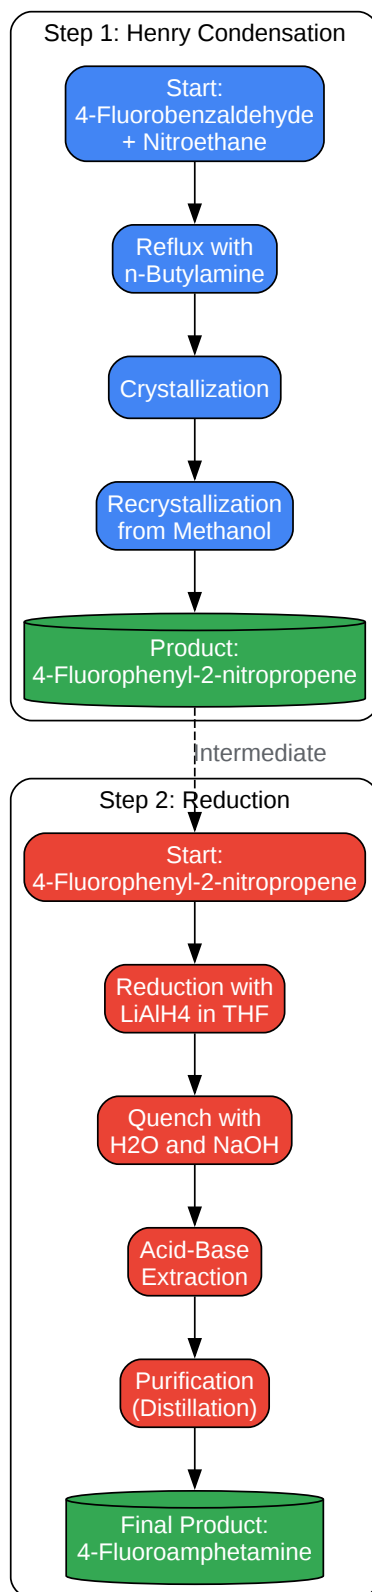 Step 1: Henry Condensation
Start:
4-Fluorobenzaldehyde
+ Nitroethane
Reflux with
n-Butylamine
Crystallization
Recrystallization
from Methanol
Product:
4-Fluorophenyl-2-nitropropene
Intermediate
Step 2: Reduction
Start:
4-Fluorophenyl-2-nitropropene
Reduction with
LiAlH4 in THF
Quench with
H2O and NaOH
Acid-Base
Extraction
Purification
(Distillation)
Final Product:
4-Fluoroamphetamine